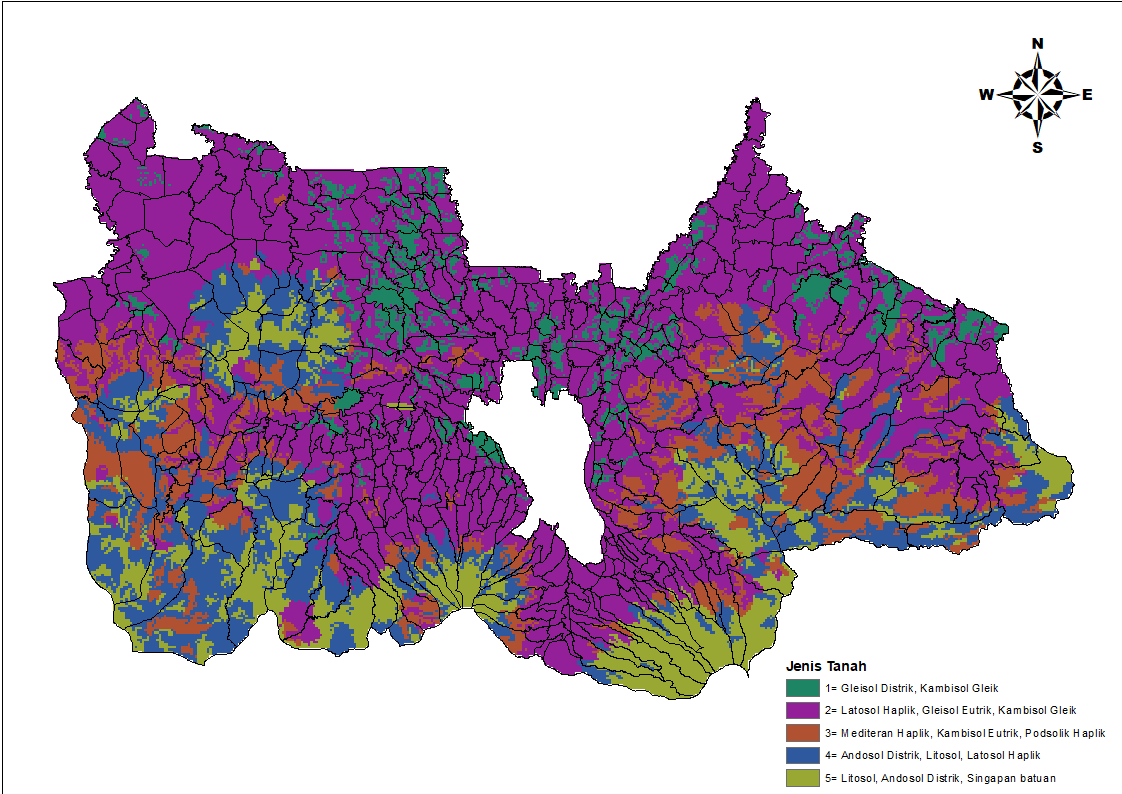 N
W E
S
Jenis Tanah
1= Gleisol Distrik, Kambisol Gleik
2= Latosol Haplik, Gleisol Eutrik, Kambisol Gleik
3= Mediteran Haplik, Kambisol Eutrik, Podsolik Haplik
4= Andosol Distrik, Litosol, Latosol Haplik
5= Litosol, Andosol Distrik, Singapan batuan